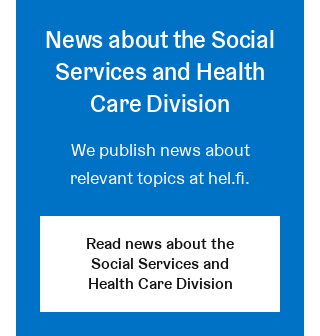 News about the Social
Services and Health
Care Division
We publish news about
relevant topics at hel.fi.
Read news about the
Social Services and
Health Care Division